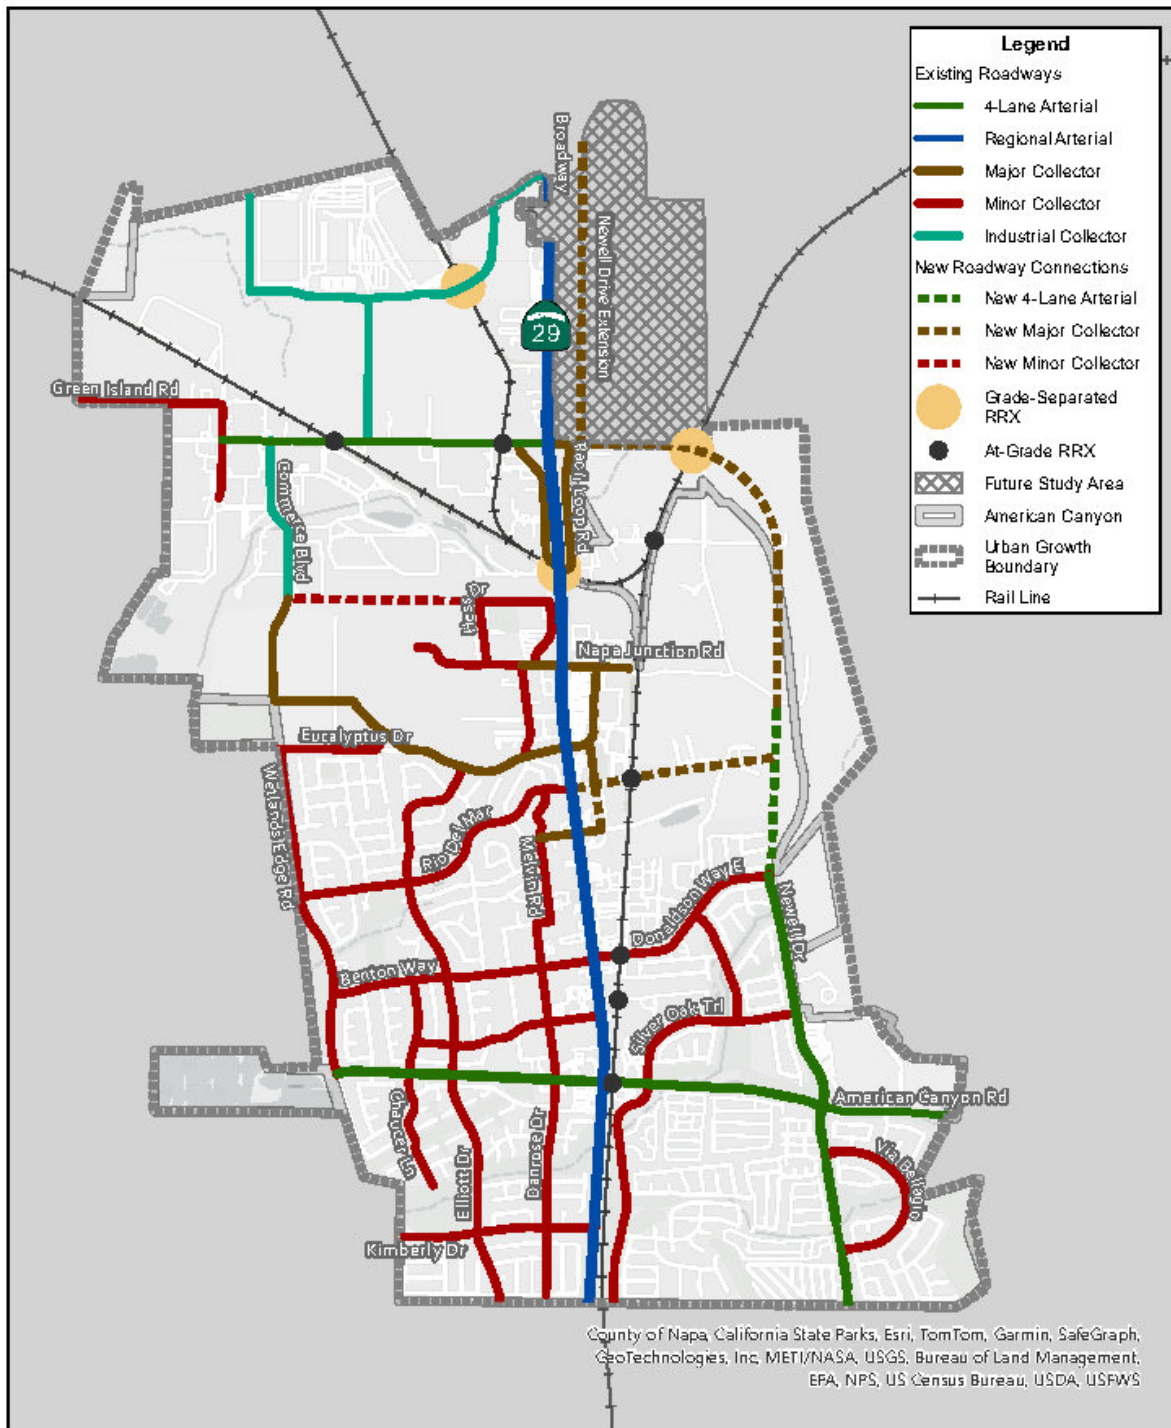 Legend
Existing Roadways
4-Lane Arterial
Regional Arterial
Major Collector
Minor Collector
Industrial Collector
New Roadway Connections
New 4-Lane Arterial
New Major Collector
New Minor Collector
Grade-Separated
RRX
At-Grade RRX
Future Study Area
American Canyon
Urban Growth
Boundary
Rail Line
Broadway
Newell Drive Extension
29
Green Island Rd
Paoli Loop Rd
Commerce Blvd
Hess Dr
Napa Junction Rd
Eucalyptus Dr
Wetlands Edge Rd
Rio Del Mar
Melvin Rd
Donaldson Way E
Newell Dr
Benton Way
Silver Oak Trl
American Canyon Rd
Chaucer Ln
Elliott Dr
Danrose Dr
Via Bellagio
Kimberly Dr
County of Napa, California State Parks, Esri, TomTom, Garmin, SafeGraph,
GeoTechnologies, Inc, METI/NASA, USGS, Bureau of Land Management,
EPA, NPS, US Census Bureau, USDA, USFWS